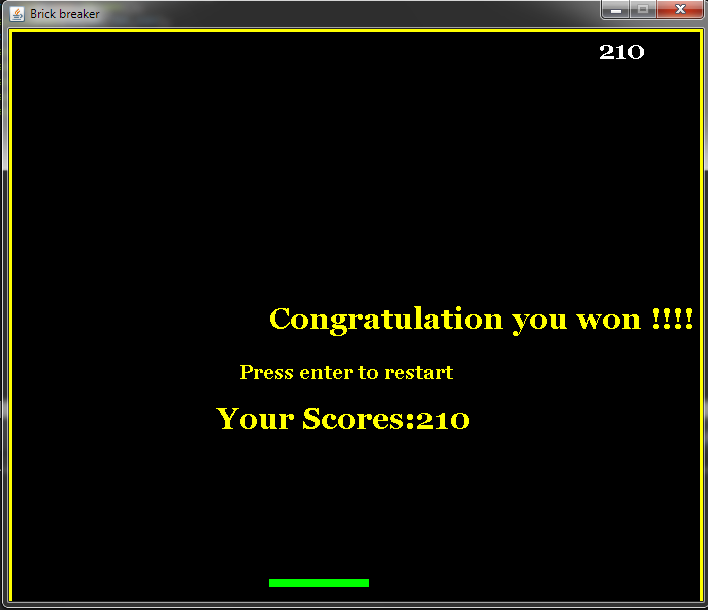 Brick breaker
210
Congratulation you won !!!!
Press enter to restart
Your Scores:210